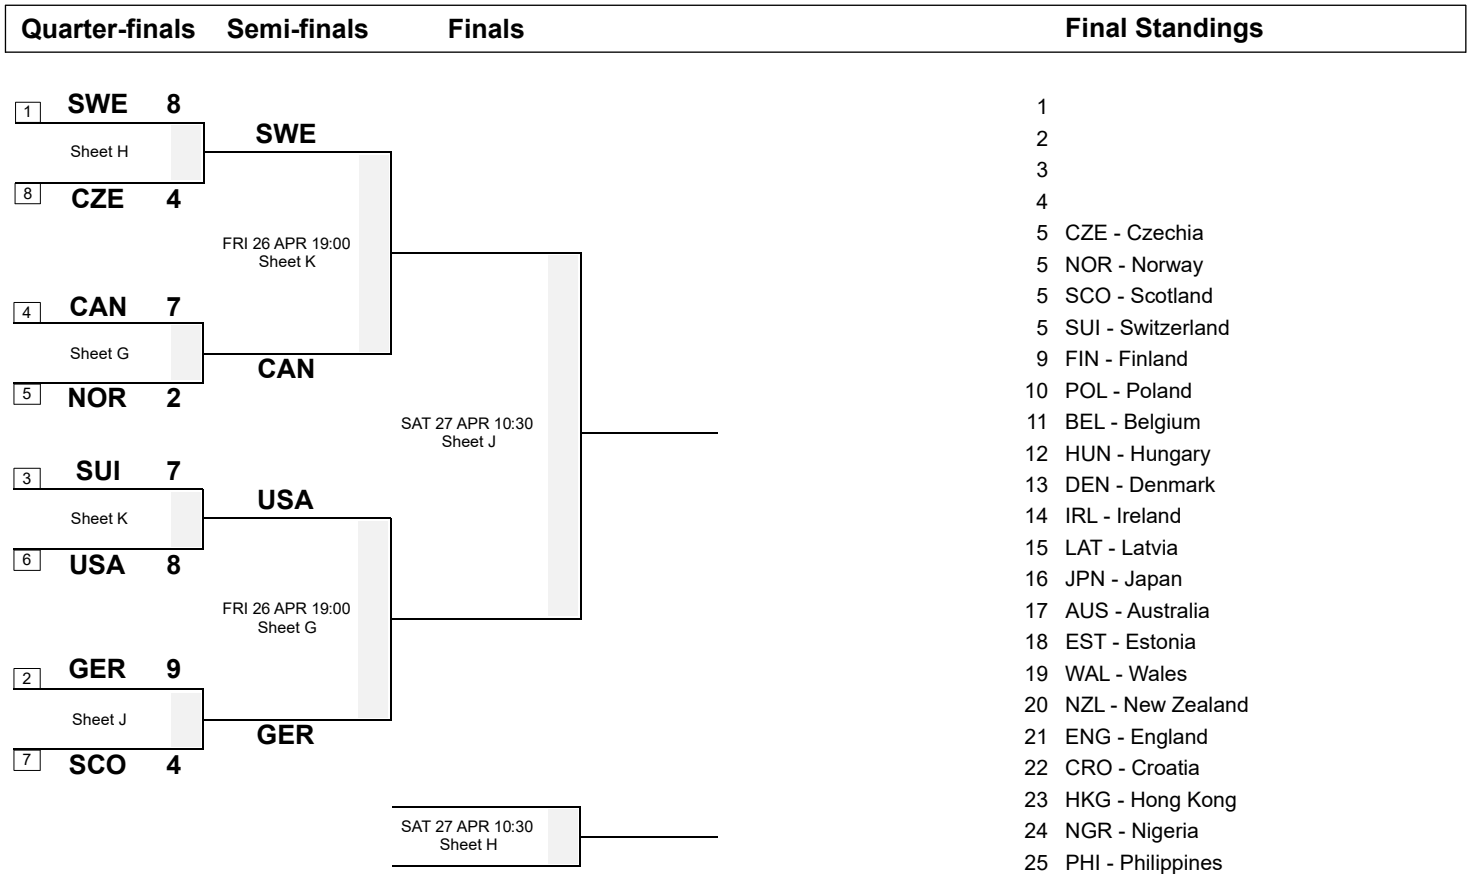 Quarter-finals Semi-finals Finals Final Standings
1 SWE 8
Sheet H
8 CZE 4
SWE
FRI 26 APR 19:00
Sheet K
4 CAN 7
Sheet G
5 NOR 2
CAN
SAT 27 APR 10:30
Sheet J
3 SUI 7
Sheet K
6 USA 8
USA
FRI 26 APR 19:00
Sheet G
2 GER 9
Sheet J
7 SCO 4
GER
SAT 27 APR 10:30
Sheet H
1
2
3
4
5 CZE - Czechia
5 NOR - Norway
5 SCO - Scotland
5 SUI - Switzerland
9 FIN - Finland
10 POL - Poland
11 BEL - Belgium
12 HUN - Hungary
13 DEN - Denmark
14 IRL - Ireland
15 LAT - Latvia
16 JPN - Japan
17 AUS - Australia
18 EST - Estonia
19 WAL - Wales
20 NZL - New Zealand
21 ENG - England
22 CRO - Croatia
23 HKG - Hong Kong
24 NGR - Nigeria
25 PHI - Philippines